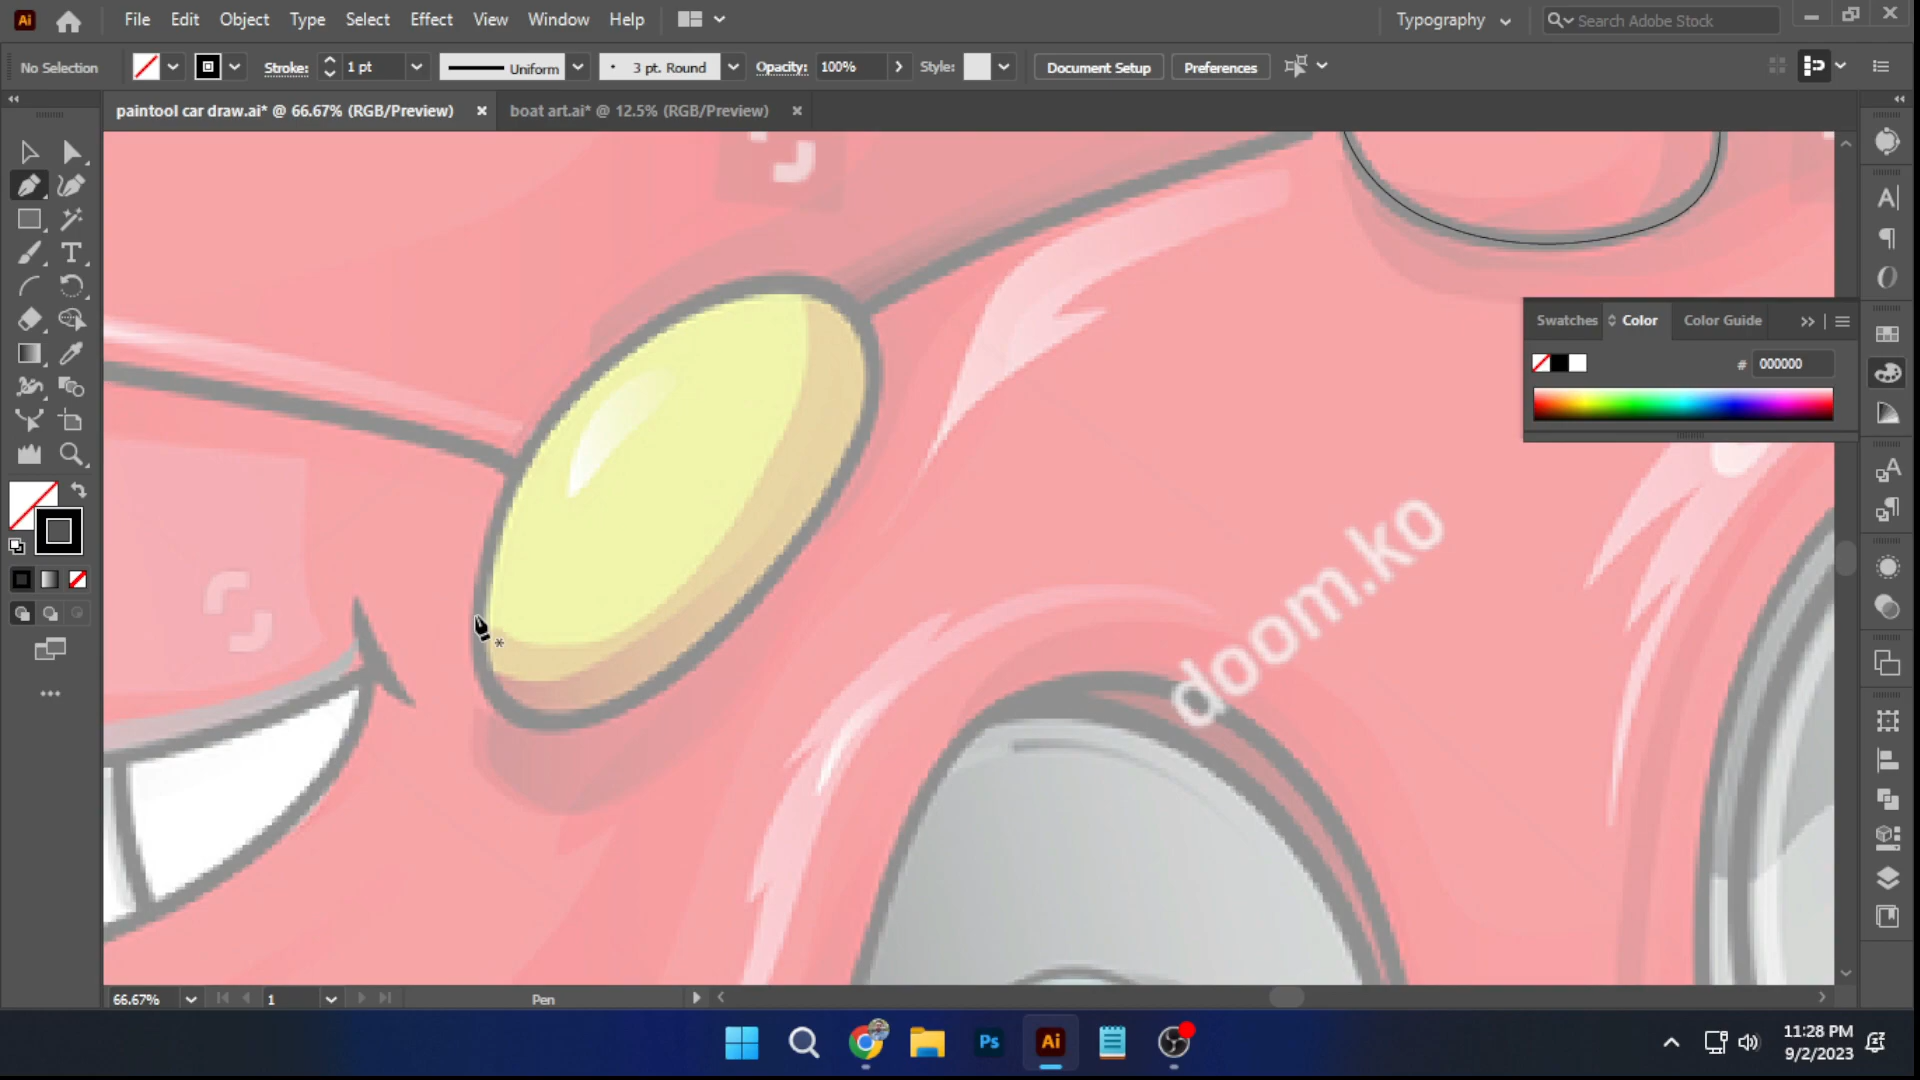 Ai File Edit Object Type Select Effect View Window Help Typography Search Adobe Stock
No Selection Stroke: 1 pt Uniform 3 pt. Round Opacity: 100% Style: Document Setup Preferences
paintool car draw.ai* @ 66.67% (RGB/Preview) boat art.ai* @ 12.5% (RGB/Preview)
Swatches Color Color Guide
# 000000
doom.ko
66.67% 1 Pen
Ps Ai
11:28 PM
9/2/2023